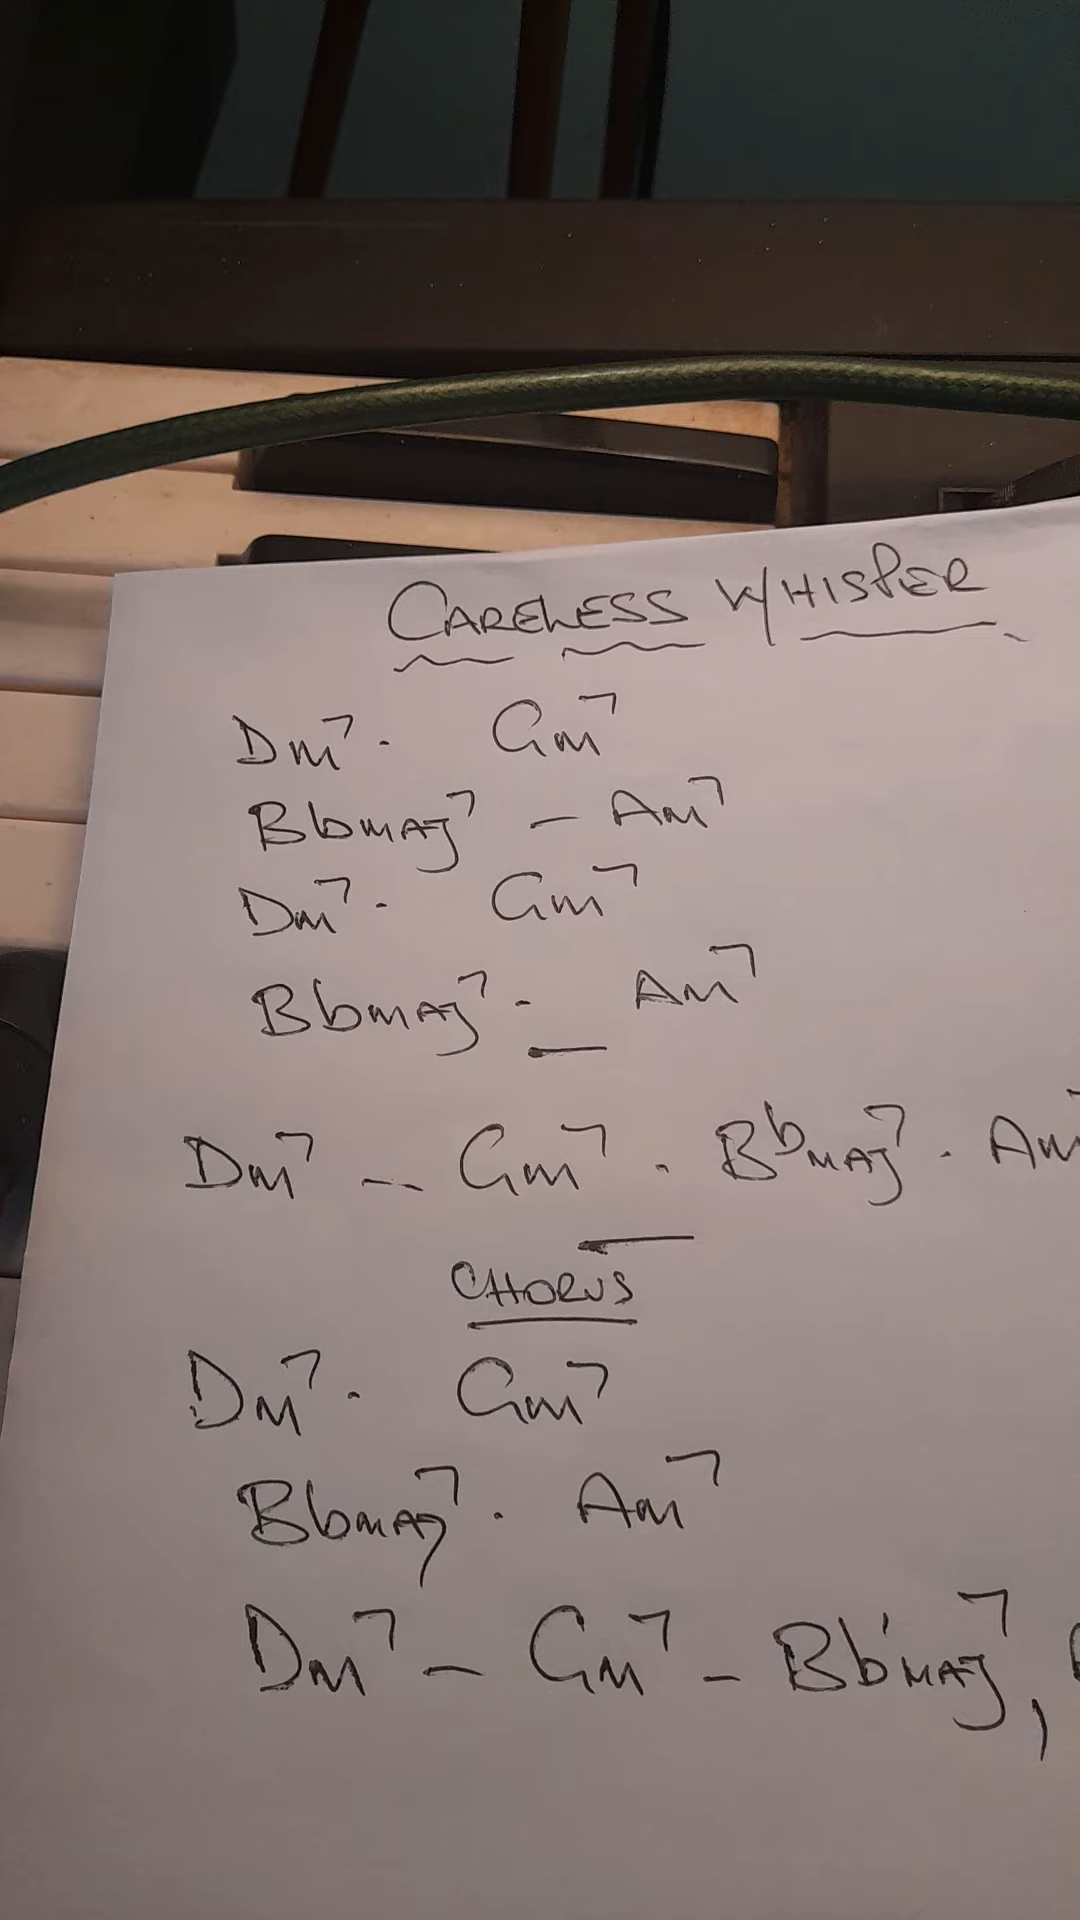 CARELESS WHISPER
Dm7. Gm7
Bbmaj7 - Am7
Dm7. Gm7
Bbmaj7. Am7
Dm7 - Gm7. Bbmaj7. Am
CHORUS
Dm7. Gm7
Bbmaj7. Am7
Dm7 - Gm7 - Bbmaj7,